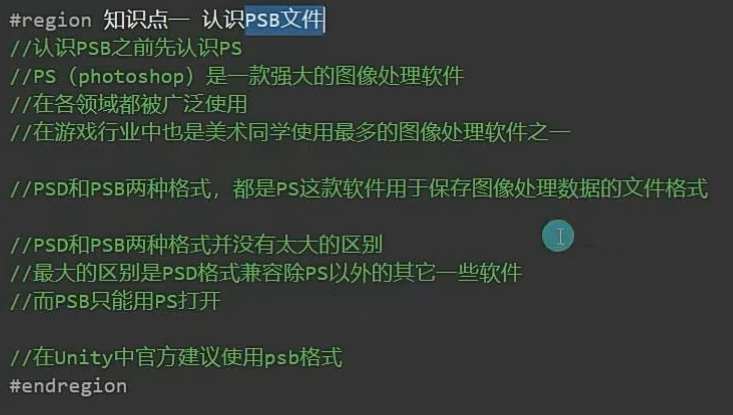 #region 知识点一 认识PSB文件
//认识PSB之前先认识PS
//PS（photoshop）是一款强大的图像处理软件
//在各领域都被广泛使用
//在游戏行业中也是美术同学使用最多的图像处理软件之一
//PSD和PSB两种格式，都是PS这款软件用于保存图像处理数据的文件格式
//PSD和PSB两种格式并没有太大的区别
//最大的区别是PSD格式兼容除PS以外的其它一些软件
//而PSB只能用PS打开
//在Unity中官方建议使用psb格式
#endregion